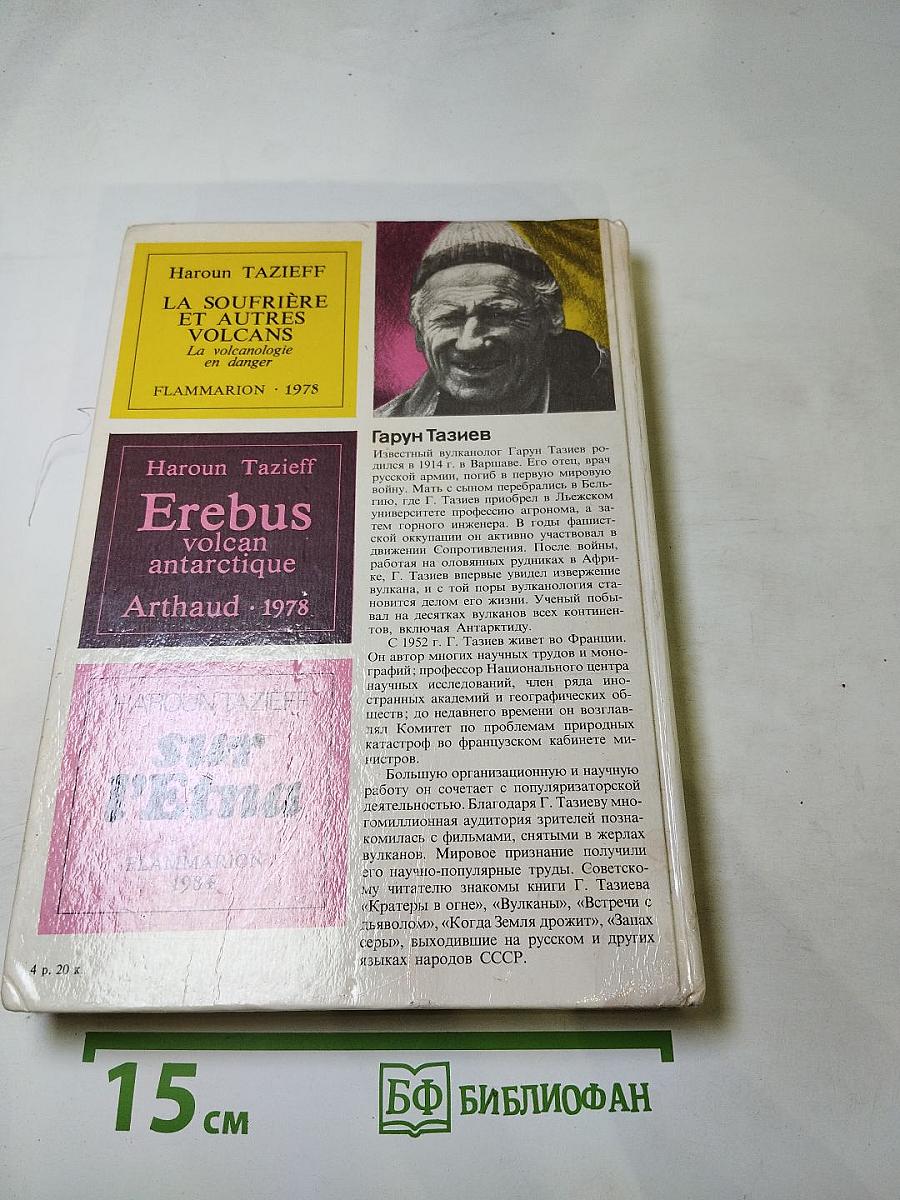 Haroun TAZIEFF
LA SOUFRIÈRE
ET AUTRES
VOLCANS
La volcanologie
en danger
FLAMMARION · 1978
Haroun Tazieff
Erebus
volcan
antarctique
Arthaud · 1978
HAROUN TAZIEFF
sur
l'Etna
FLAMMARION
1984
4 р. 20 к.
Гарун Тазиев
Известный вулканолог Гарун Тазиев ро-
дился в 1914 г. в Варшаве. Его отец, врач
русской армии, погиб в первую мировую
войну. Мать с сыном перебрались в Бель-
гию, где Г. Тазиев приобрел в Льежском
университете профессию агронома, а за-
тем горного инженера. В годы фашист-
ской оккупации он активно участвовал в
движении Сопротивления. После войны,
работая на оловянных рудниках в Афри-
ке, Г. Тазиев впервые увидел извержение
вулкана, и с той поры вулканология ста-
новится делом его жизни. Ученый побы-
вал на десятках вулканов всех континен-
тов, включая Антарктиду.
С 1952 г. Г. Тазиев живет во Франции.
Он автор многих научных трудов и моно-
графий; профессор Национального центра
научных исследований, член ряда ино-
странных академий и географических об-
ществ; до недавнего времени он возглав-
лял Комитет по проблемам природных
катастроф во французском кабинете ми-
нистров.
Большую организационную и научную
работу он сочетает с популяризаторской
деятельностью. Благодаря Г. Тазиеву мно-
гомиллионная аудитория зрителей позна-
комилась с фильмами, снятыми в жерлах
вулканов. Мировое признание получили
его научно-популярные труды. Советско-
му читателю знакомы книги Г. Тазиева
«Кратеры в огне», «Вулканы», «Встречи с
дьяволом», «Когда Земля дрожит», «Запах
серы», выходившие на русском и других
языках народов СССР.
15 см
БФ БИБЛИОФАН